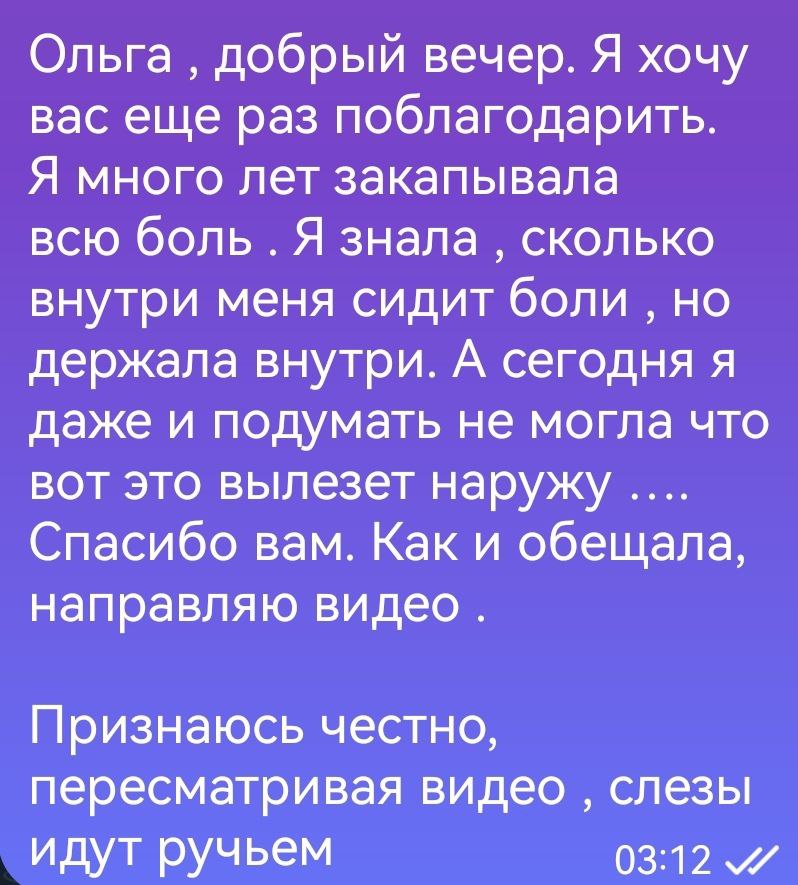 Ольга , добрый вечер. Я хочу
вас еще раз поблагодарить.
Я много лет закапывала
всю боль . Я знала , сколько
внутри меня сидит боли , но
держала внутри. А сегодня я
даже и подумать не могла что
вот это вылезет наружу ....
Спасибо вам. Как и обещала,
направляю видео .
Признаюсь честно,
пересматривая видео , слезы
идут ручьем
03:12